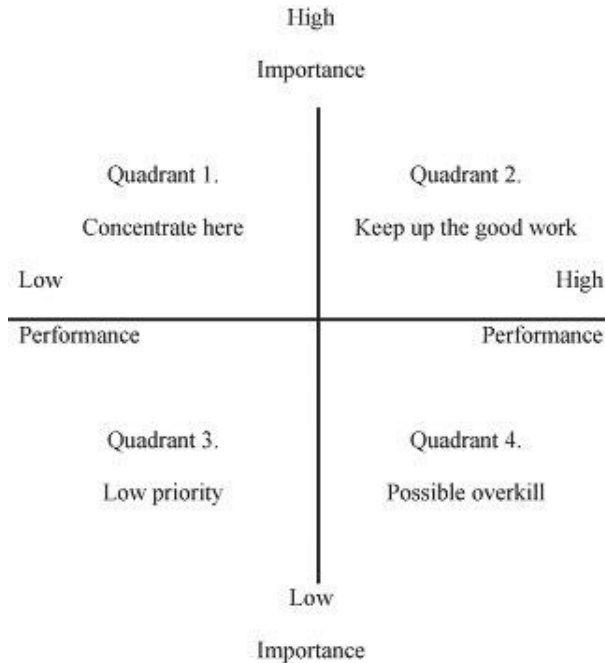 High
Importance
Quadrant 1.
Concentrate here
Quadrant 2.
Keep up the good work
Low
High
Performance
Performance
Quadrant 3.
Low priority
Quadrant 4.
Possible overkill
Low
Importance